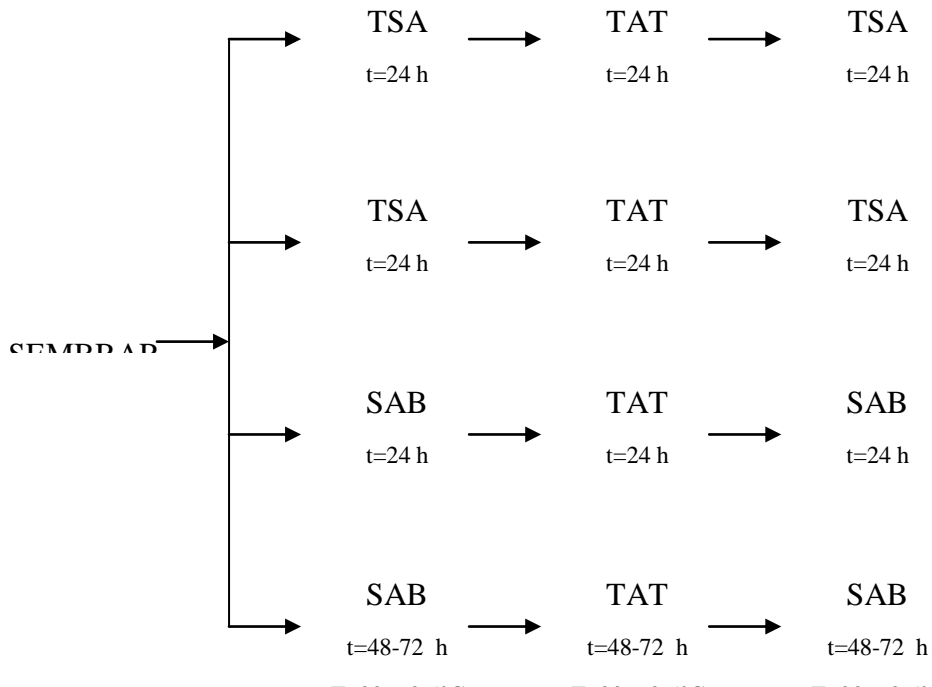 TSA TAT TSA
t=24 h t=24 h t=24 h
TSA TAT TSA
t=24 h t=24 h t=24 h
SEMBRAR
SAB TAT SAB
t=24 h t=24 h t=24 h
SAB TAT SAB
t=48-72 h t=48-72 h t=48-72 h